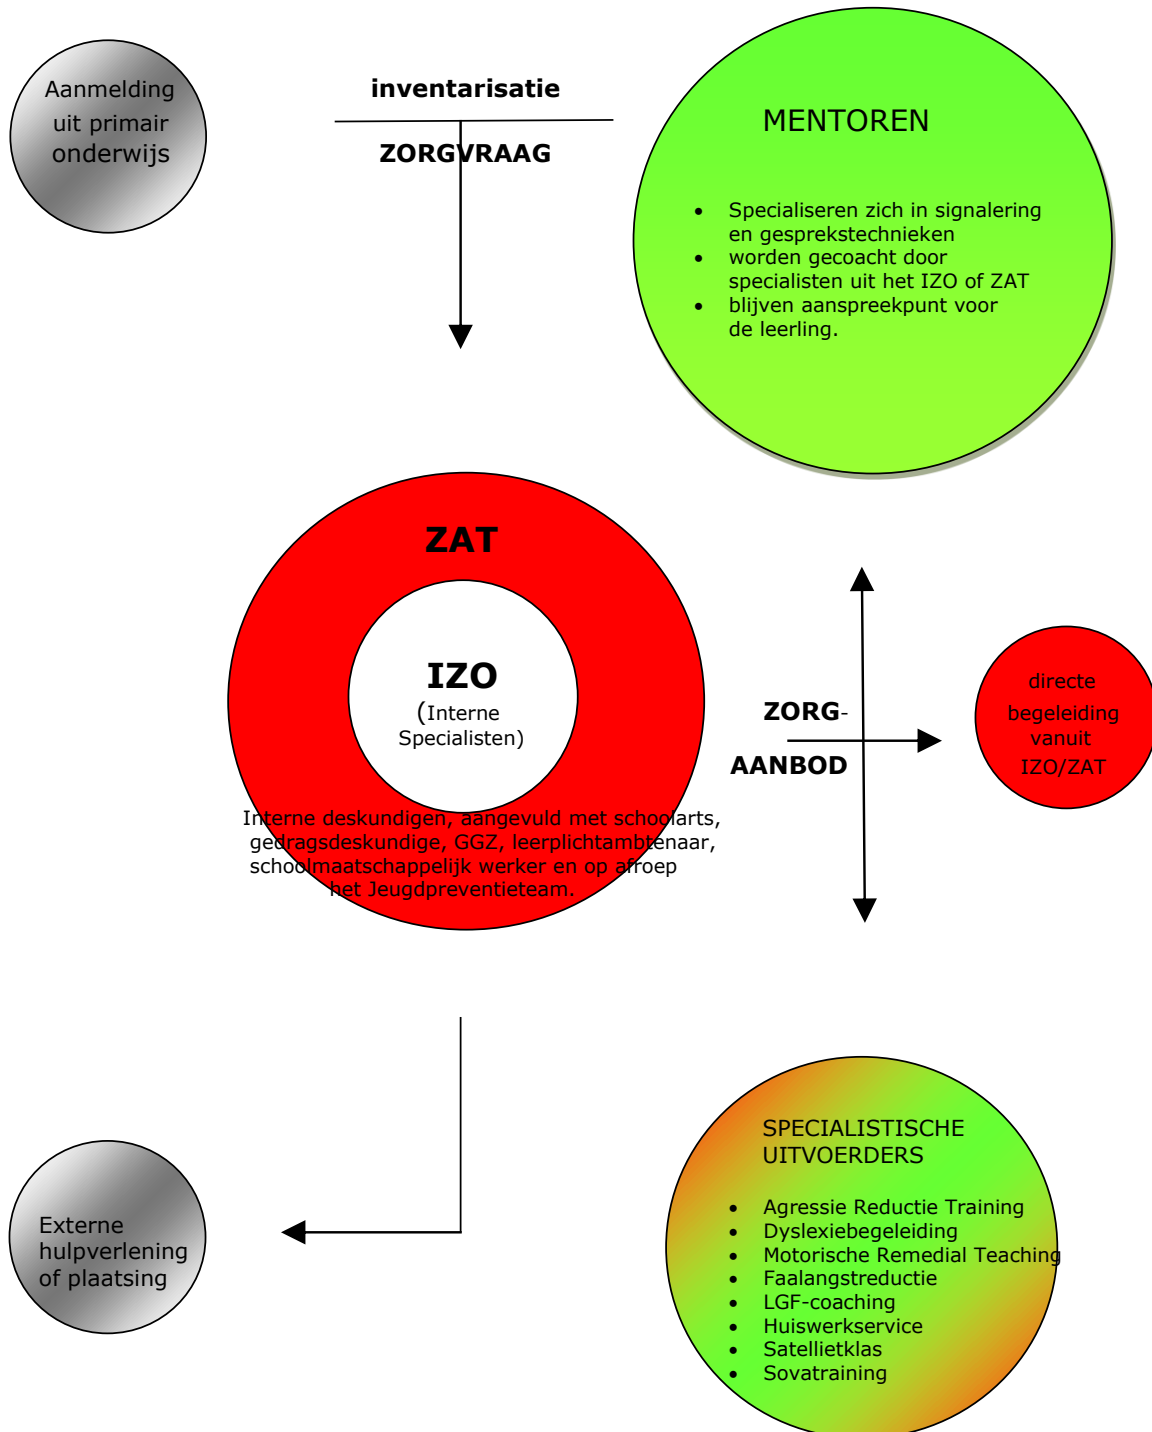 Aanmelding
uit primair
onderwijs
inventarisatie
ZORGVRAAG
MENTOREN
• Specialiseren zich in signalering
en gesprekstechnieken
• worden gecoacht door
specialisten uit het IZO of ZAT
• blijven aanspreekpunt voor
de leerling.
ZAT
IZO
(Interne
Specialisten)
Interne deskundigen, aangevuld met schoolarts,
gedragsdeskundige, GGZ, leerplichtambtenaar,
schoolmaatschappelijk werker en op afroep
het Jeugdpreventieteam.
ZORG-
AANBOD
directe
begeleiding
vanuit
IZO/ZAT
Externe
hulpverlening
of plaatsing
SPECIALISTISCHE
UITVOERDERS
• Agressie Reductie Training
• Dyslexiebegeleiding
• Motorische Remedial Teaching
• Faalangstreductie
• LGF-coaching
• Huiswerkservice
• Satellietklas
• Sovatraining